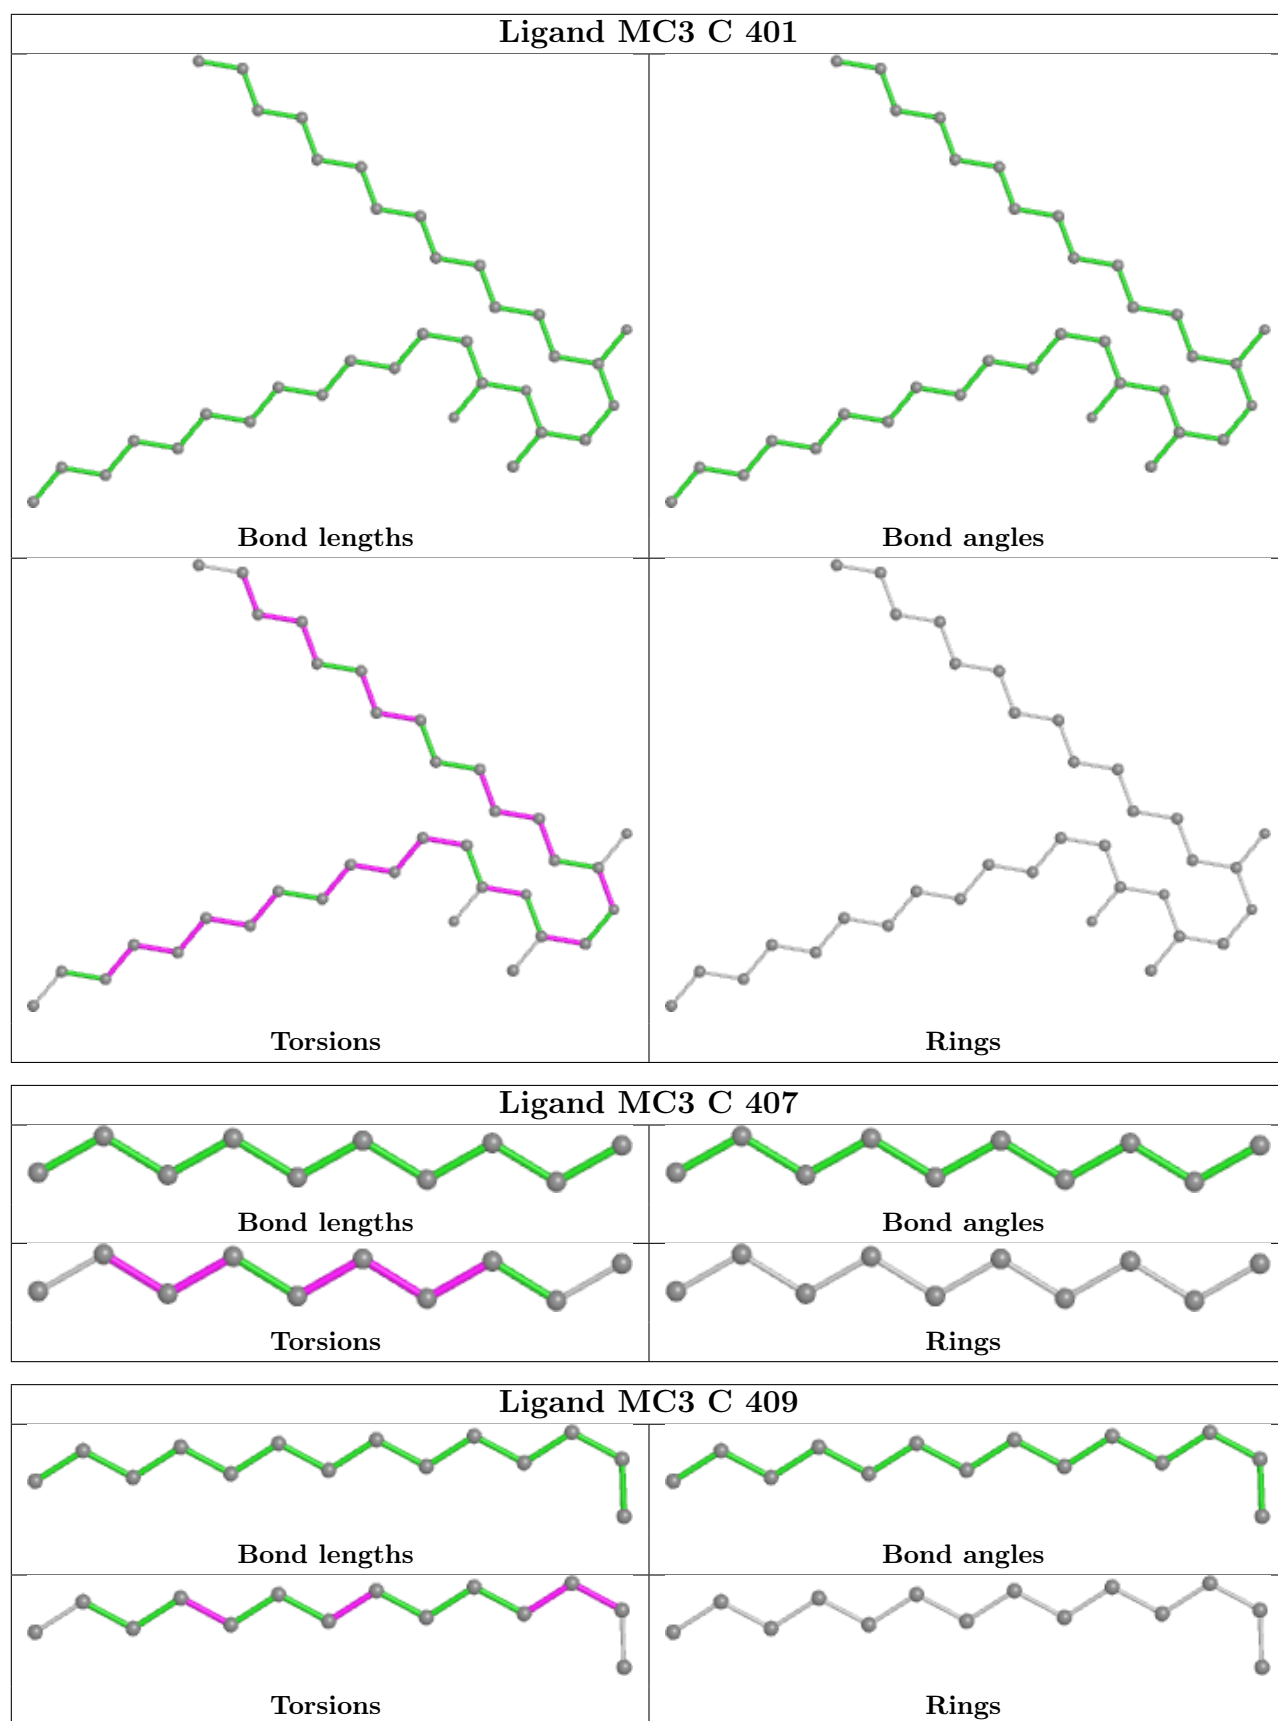 Ligand MC3 C 401
Bond lengths
Bond angles
Torsions
Rings
Ligand MC3 C 407
Bond lengths
Bond angles
Torsions
Rings
Ligand MC3 C 409
Bond lengths
Bond angles
Torsions
Rings